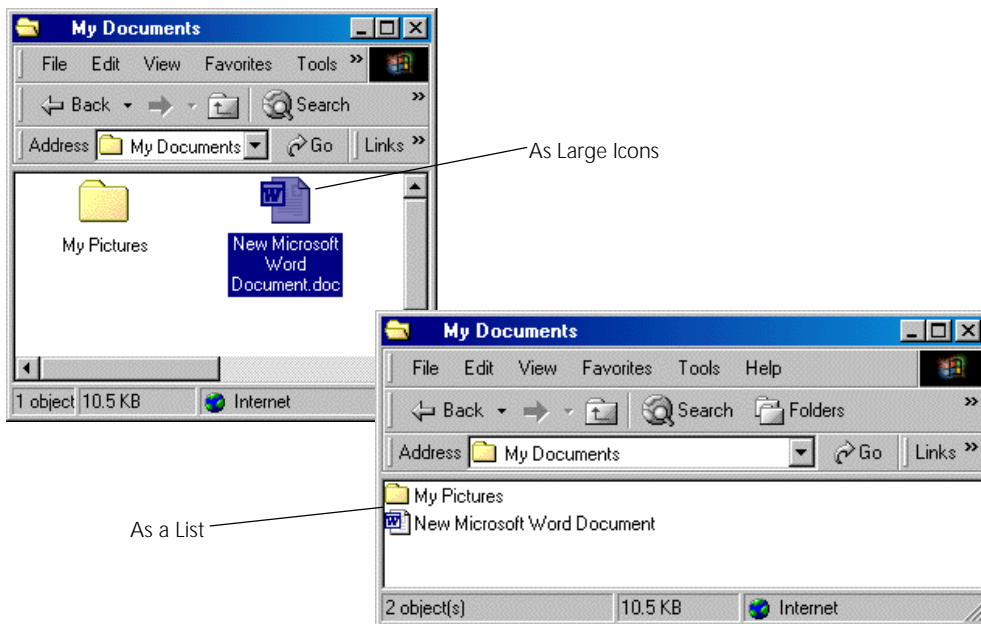 My Documents
File Edit View Favorites Tools »
Back Search »
Address My Documents Go Links »
As Large Icons
My Pictures
New Microsoft
Word
Document.doc
1 object 10.5 KB Internet
My Documents
File Edit View Favorites Tools Help
Back Search Folders »
Address My Documents Go Links »
My Pictures
New Microsoft Word Document
As a List
2 object(s) 10.5 KB Internet